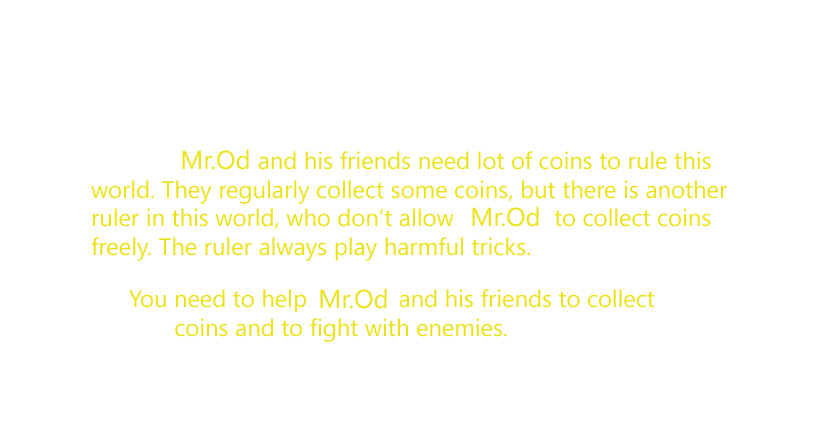 Mr.Od and his friends need lot of coins to rule this
world. They regularly collect some coins, but there is another
ruler in this world, who don't allow Mr.Od to collect coins
freely. The ruler always play harmful tricks.
You need to help Mr.Od and his friends to collect
coins and to fight with enemies.